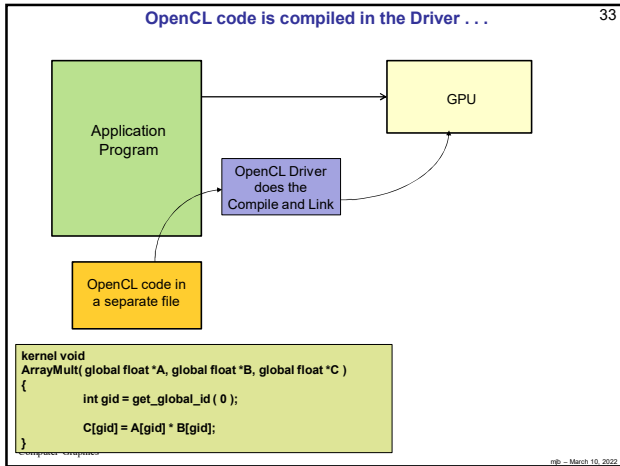 OpenCL code is compiled in the Driver . . .
33
Application
Program
GPU
OpenCL Driver
does the
Compile and Link
OpenCL code in
a separate file
kernel void
ArrayMult( global float *A, global float *B, global float *C )
{
int gid = get_global_id ( 0 );
C[gid] = A[gid] * B[gid];
}
Computer Graphics
mjb – March 10, 2022